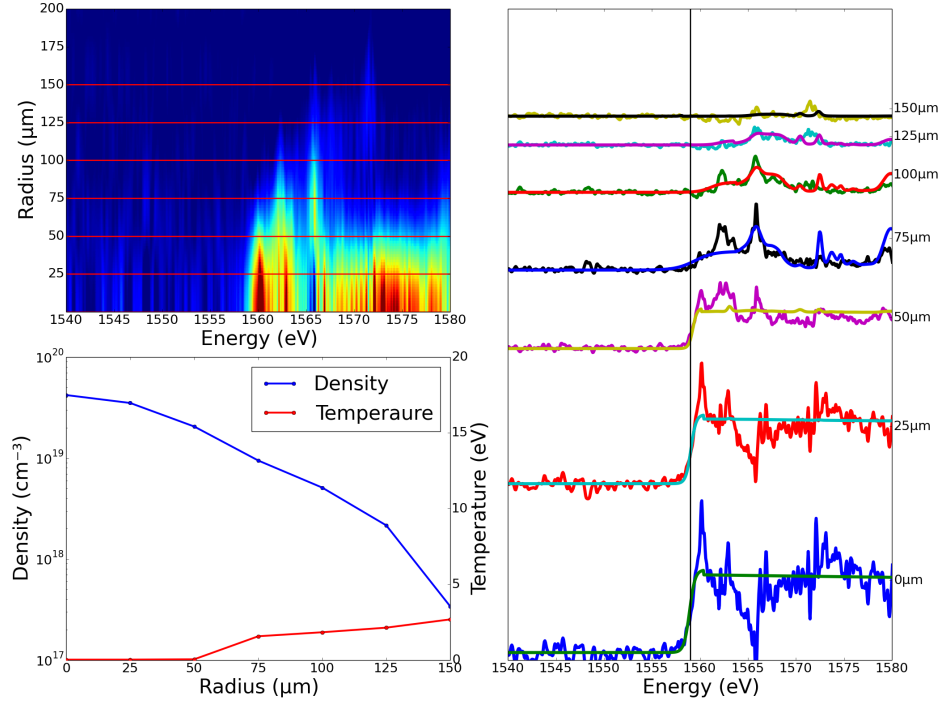 200
175
150
125
100
75
50
25
Radius (μm)
1540 1545 1550 1555 1560 1565 1570 1575 1580
Energy (eV)
10²⁰
10¹⁹
10¹⁸
10¹⁷
Density (cm⁻³)
Density
Temperaure
20
15
10
5
0
Temperature (eV)
0 25 50 75 100 125 150
Radius (μm)
150μm
125μm
100μm
75μm
50μm
25μm
0μm
1540 1545 1550 1555 1560 1565 1570 1575 1580
Energy (eV)